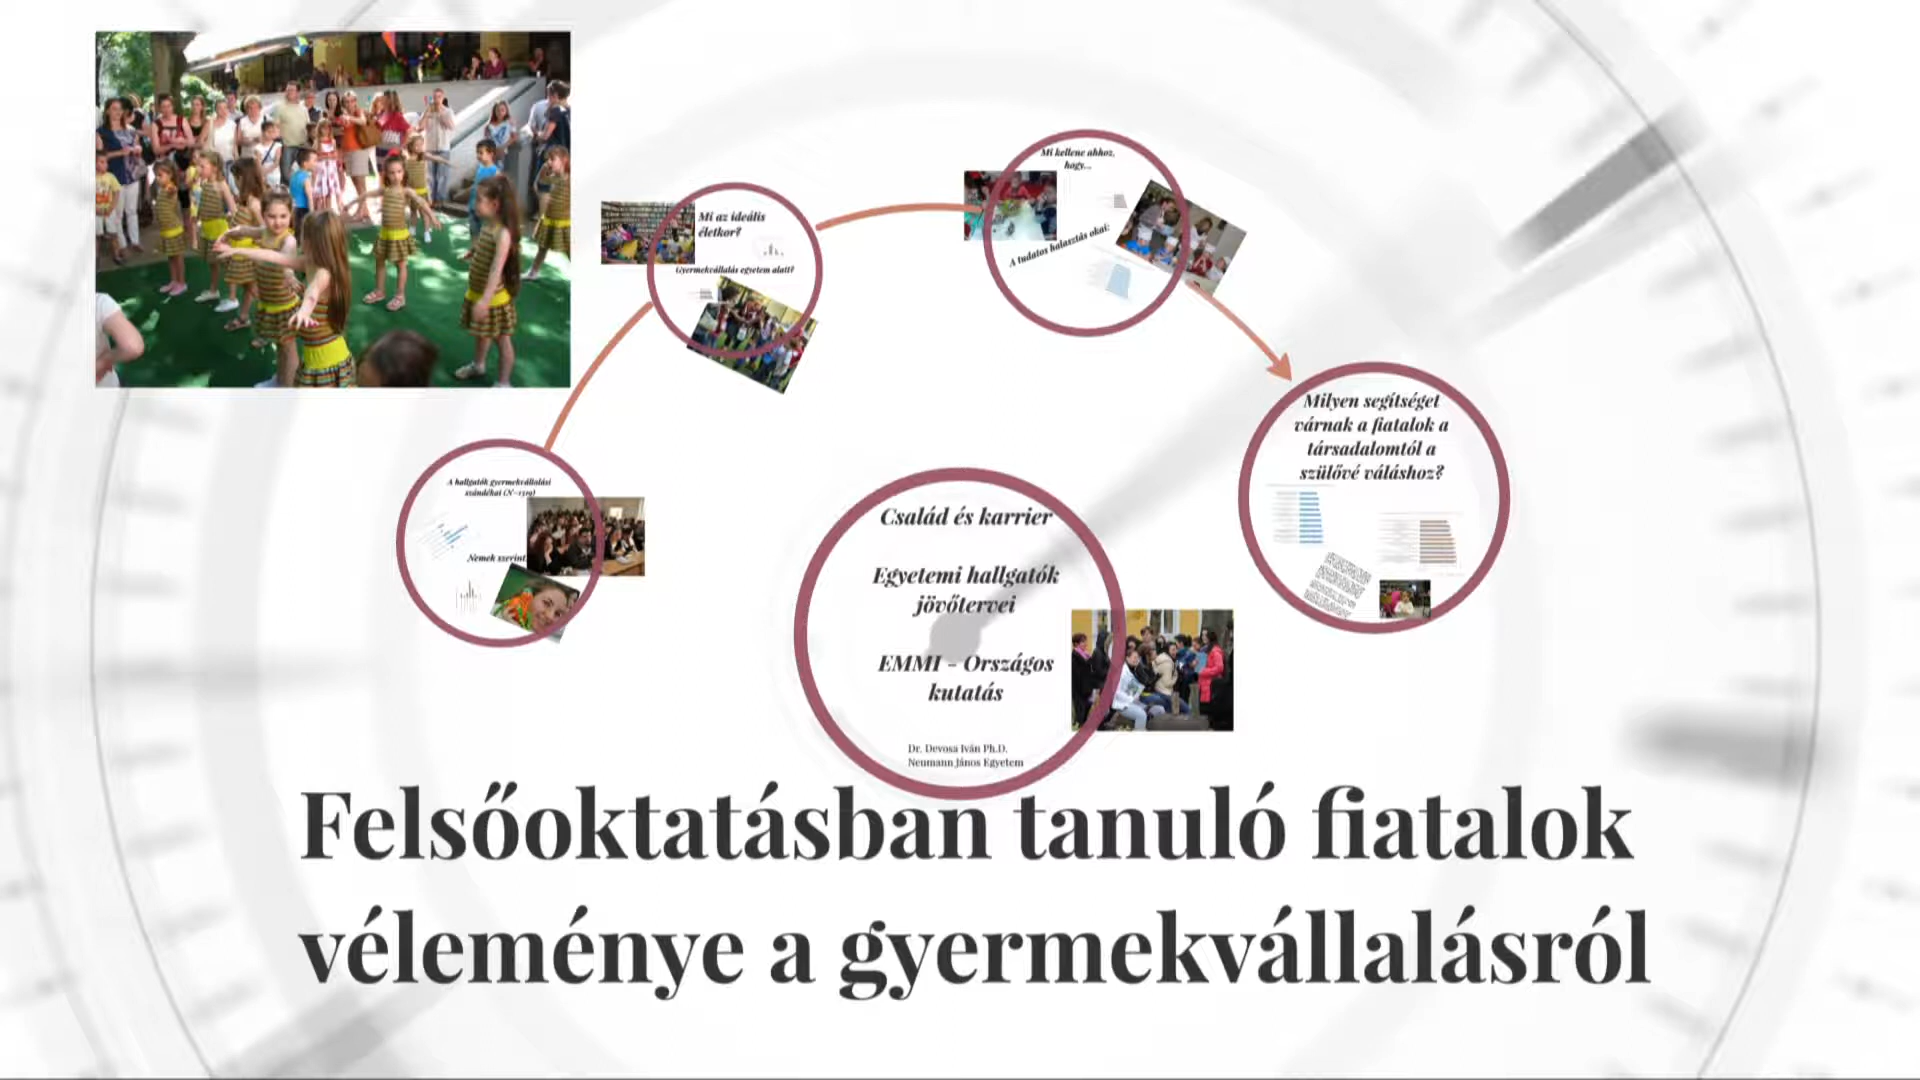 Mi kellene ahhoz,
hogy...
A tudatos halasztás okai:
Mi az ideális
életkor?
Gyermekvállalás egyetem alatt?
Milyen segítséget
várnak a fiatalok a
társadalomtól a
szülővé váláshoz?
A hallgatók gyermekvállalási
szándékai (N=1519)
Nemek szerint:
Család és karrier
Egyetemi hallgatók
jövőtervei
EMMI - Országos
kutatás
Dr. Devosa Iván Ph.D.
Neumann János Egyetem
Felsőoktatásban tanuló fiatalok
véleménye a gyermekvállalásról